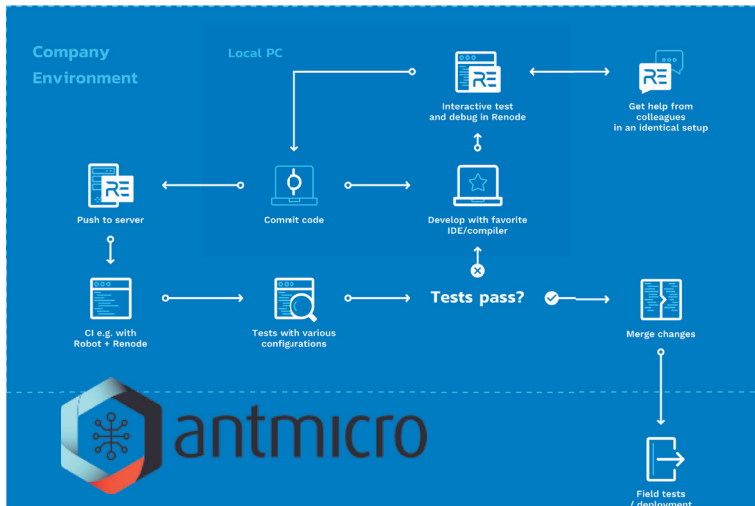 Company
Environment
Local PC
RE
Interactive test
and debug in Renode
RE
Get help from
colleagues
in an identical setup
RE
Push to server
Commit code
Develop with favorite
IDE/compiler
CI e.g. with
Robot + Renode
Tests with various
configurations
Tests pass?
Merge changes
antmicro
Field tests
/ deployment